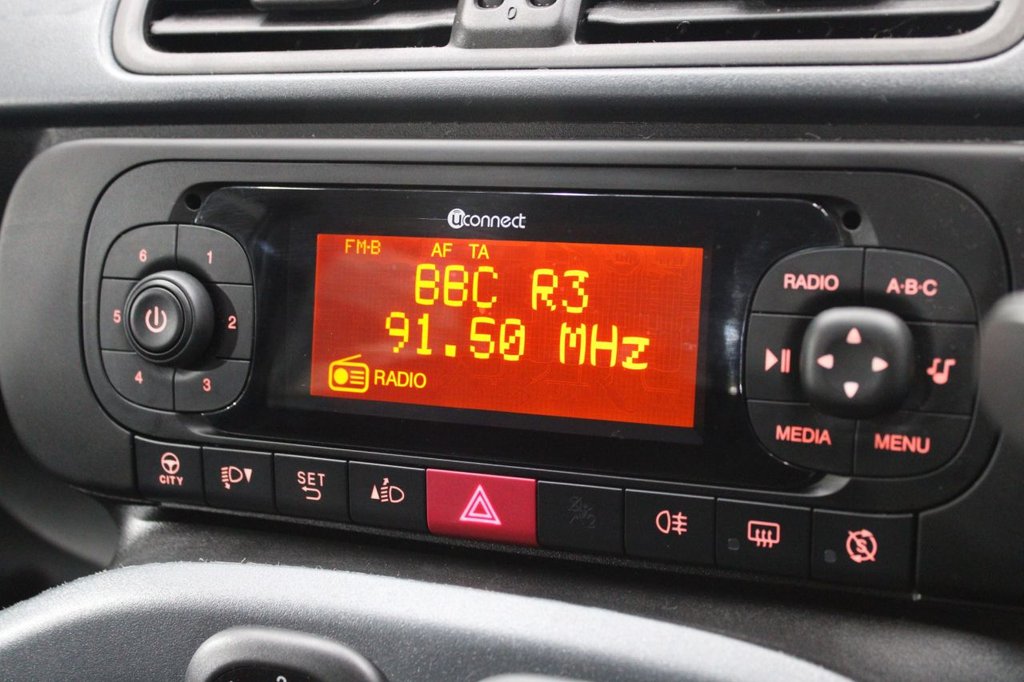 0
uconnect
FM-B AF TA
BBC R3
91.50 MHz
RADIO
6 1
5 2
4 3
RADIO A·B·C
MEDIA MENU
CITY
SET